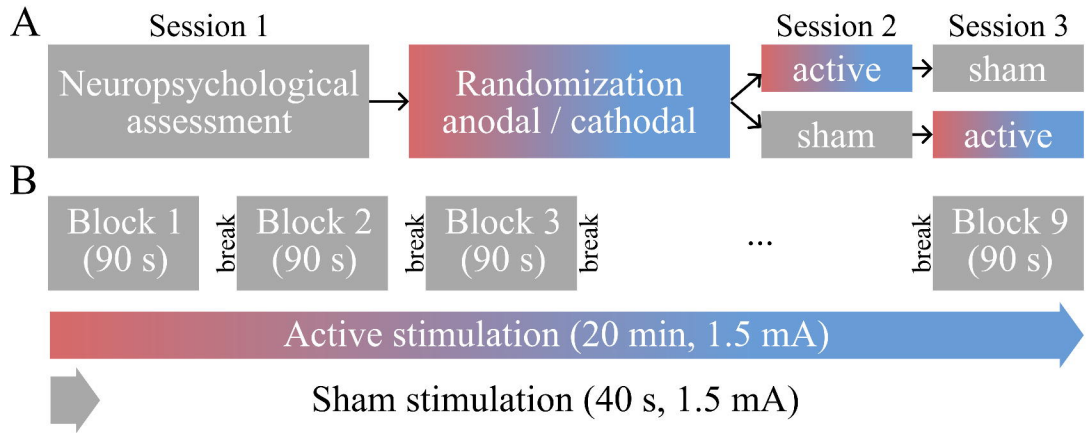 A
Session 1
Session 2
Session 3
Neuropsychological
assessment
Randomization
anodal / cathodal
active
sham
sham
active
B
Block 1
(90 s)
break
Block 2
(90 s)
break
Block 3
(90 s)
break
...
break
Block 9
(90 s)
Active stimulation (20 min, 1.5 mA)
Sham stimulation (40 s, 1.5 mA)